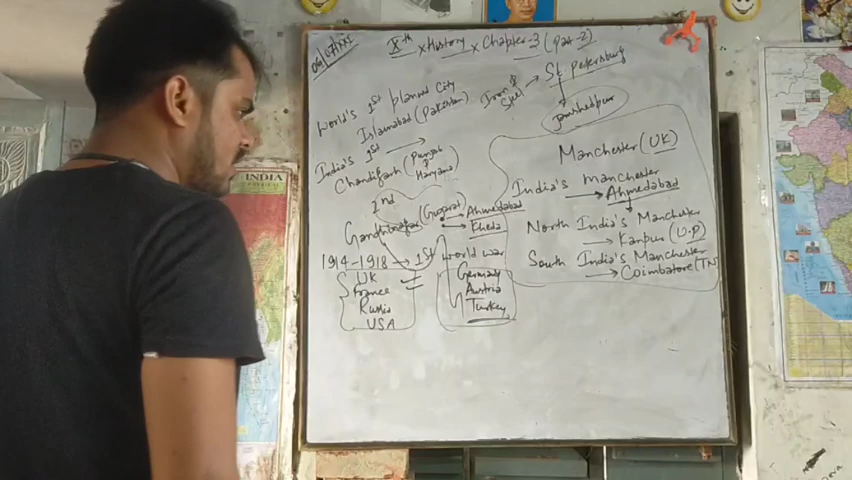 Xth x History x Chapter-3 (Part-2)
World's 1st planned City
Islamabad (Pakistan)
India's 1st →
Chandigarh (Punjab & Haryana)
2nd
Gandhinagar (Gujarat)
→ Ahmedabad
→ Kheda
1914-1918 → 1st world war
UK
France
Russia
USA
Germany
Austria
Turkey
Iron & Steel → St. Petersburg
Jamshedpur
Manchester (UK)
India's Manchester
→ Ahmedabad
North India's Manchester
→ Kanpur (U.P)
South India's Manchester
→ Coimbatore (TN
INDIA